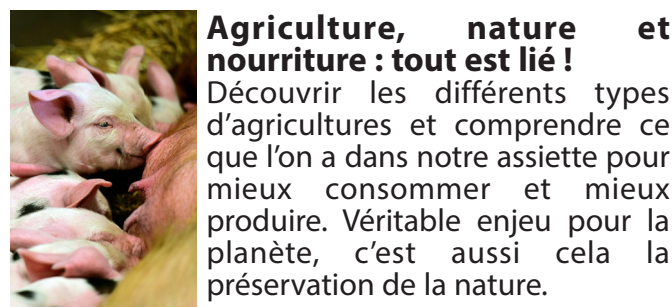 Agriculture, nature et
nourriture : tout est lié !
Découvrir les différents types
d’agricultures et comprendre ce
que l’on a dans notre assiette pour
mieux consommer et mieux
produire. Véritable enjeu pour la
planète, c’est aussi cela la
préservation de la nature.